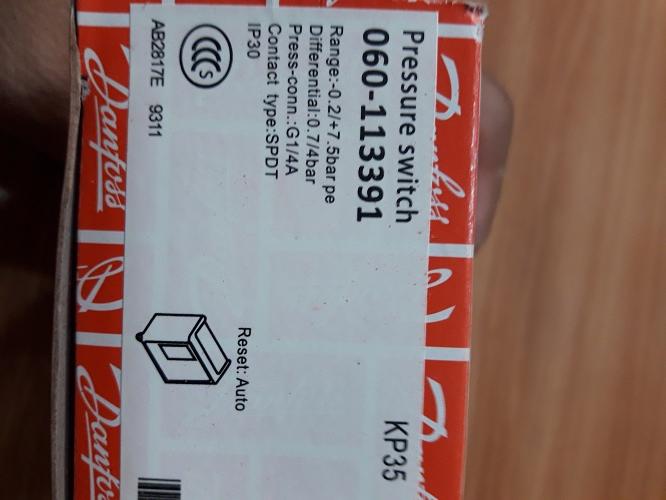 Pressure switch
060-113391
Range:-0.2/+7.5bar pe
Differential:0.7/4bar
Press-conn.:G1/4A
Contact type:SPDT
IP30
S
AB2817E 9311
Reset: Auto
KP35
Danfoss
Danfoss